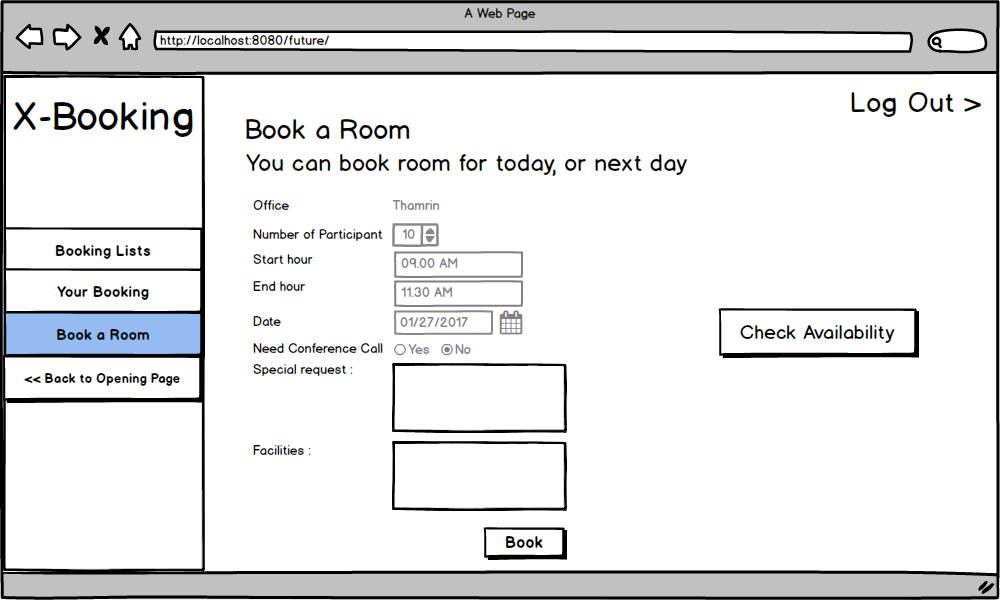 A Web Page
http://localhost:8080/future/
X-Booking
Log Out >
Book a Room
You can book room for today, or next day
Office Thamrin
Number of Participant 10
Start hour 09.00 AM
End hour 11.30 AM
Date 01/27/2017
Need Conference Call Yes No
Special request :
Facilities :
Book
Check Availability
Booking Lists
Your Booking
Book a Room
<< Back to Opening Page